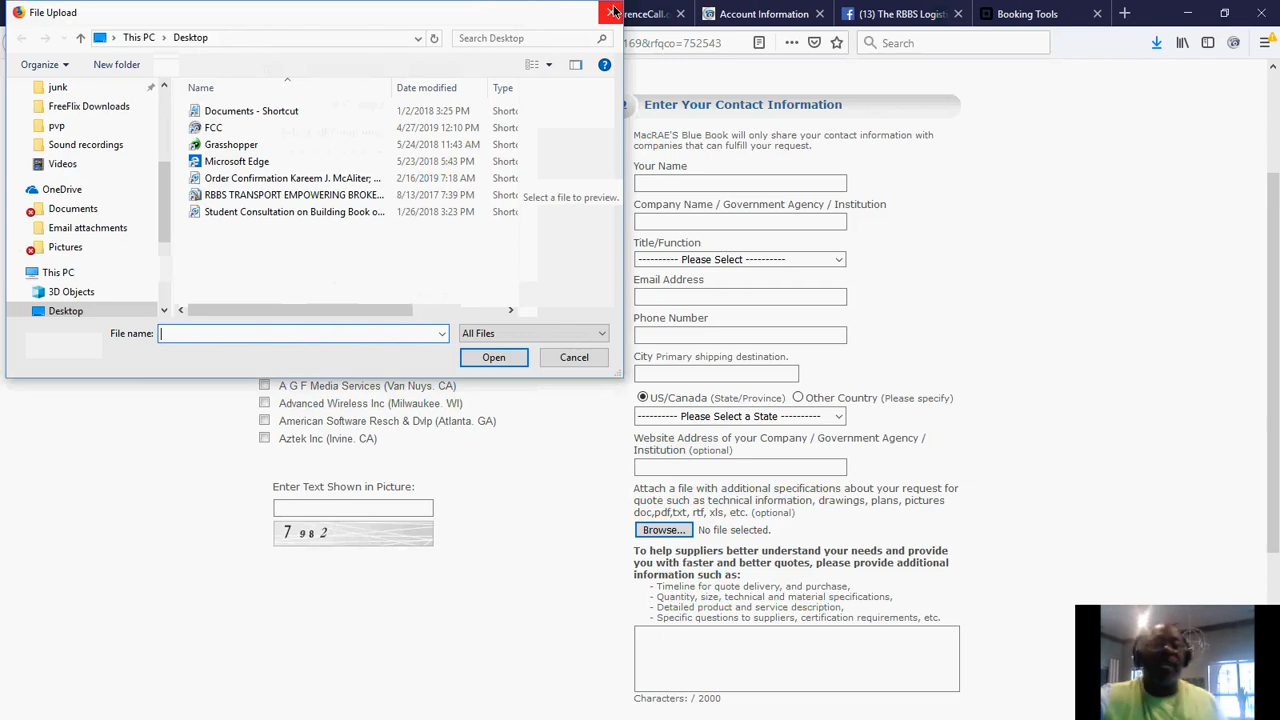 File Upload
renceCall.c
Account Information
(13) The RBBS Logist
Booking Tools
This PC
Desktop
Search Desktop
169&rfqco=752543
Search
Organize
New folder
Name
Date modified
Type
junk
FreeFlix Downloads
pvp
Sound recordings
Videos
OneDrive
Documents
Email attachments
Pictures
This PC
3D Objects
Desktop
Documents - Shortcut 1/2/2018 3:25 PM Shortc
FCC 4/27/2019 12:10 PM Shortc
Grasshopper 5/24/2018 11:43 AM Shortc
Microsoft Edge 5/23/2018 5:43 PM Shortc
Order Confirmation Kareem J. McAliter; ... 2/16/2019 7:18 AM Shortc
RBBS TRANSPORT EMPOWERING BROKE... 8/13/2017 7:39 PM Shortc
Student Consultation on Building Book o... 1/26/2018 3:23 PM Shortc
Select a file to preview.
File name:
All Files
Open
Cancel
A G F Media Services (Van Nuys. CA)
Advanced Wireless Inc (Milwaukee. WI)
American Software Resch & Dvlp (Atlanta. GA)
Aztek Inc (Irvine. CA)
Enter Text Shown in Picture:
7 9 8 2
2 Enter Your Contact Information
MacRAE'S Blue Book will only share your contact information with
companies that can fulfill your request.
Your Name
Company Name / Government Agency / Institution
Title/Function
---------- Please Select ----------
Email Address
Phone Number
City Primary shipping destination.
US/Canada (State/Province) Other Country (Please specify)
---------- Please Select a State ----------
Website Address of your Company / Government Agency /
Institution (optional)
Attach a file with additional specifications about your request for
quote such as technical information, drawings, plans, pictures
doc,pdf,txt, rtf, xls, etc. (optional)
Browse... No file selected.
To help suppliers better understand your needs and provide
you with faster and better quotes, please provide additional
information such as:
- Timeline for quote delivery, and purchase,
- Quantity, size, technical and material specifications,
- Detailed product and service description,
- Specific questions to suppliers, certification requirements, etc.
Characters: / 2000